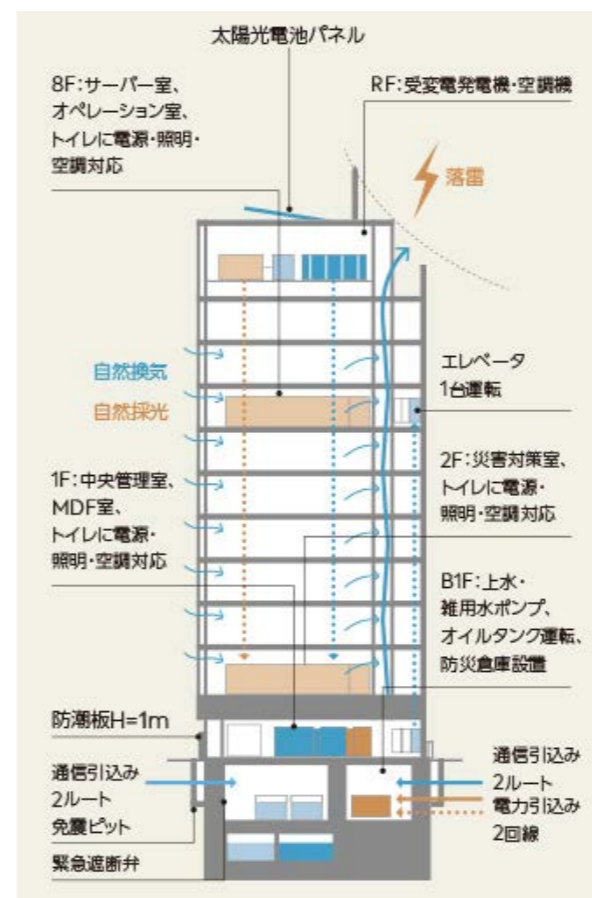 太陽光電池パネル
8F:サーバー室、
オペレーション室、
トイレに電源・照明・
空調対応
RF:受変電発電機・空調機
落雷
自然換気
自然採光
エレベータ
1台運転
1F:中央管理室、
MDF室、
トイレに電源・
照明・空調対応
2F:災害対策室、
トイレに電源・
照明・空調対応
B1F:上水・
雑用水ポンプ、
オイルタンク運転、
防災倉庫設置
防潮板H=1m
通信引込み
2ルート
免震ピット
緊急遮断弁
通信引込み
2ルート
電力引込み
2回線